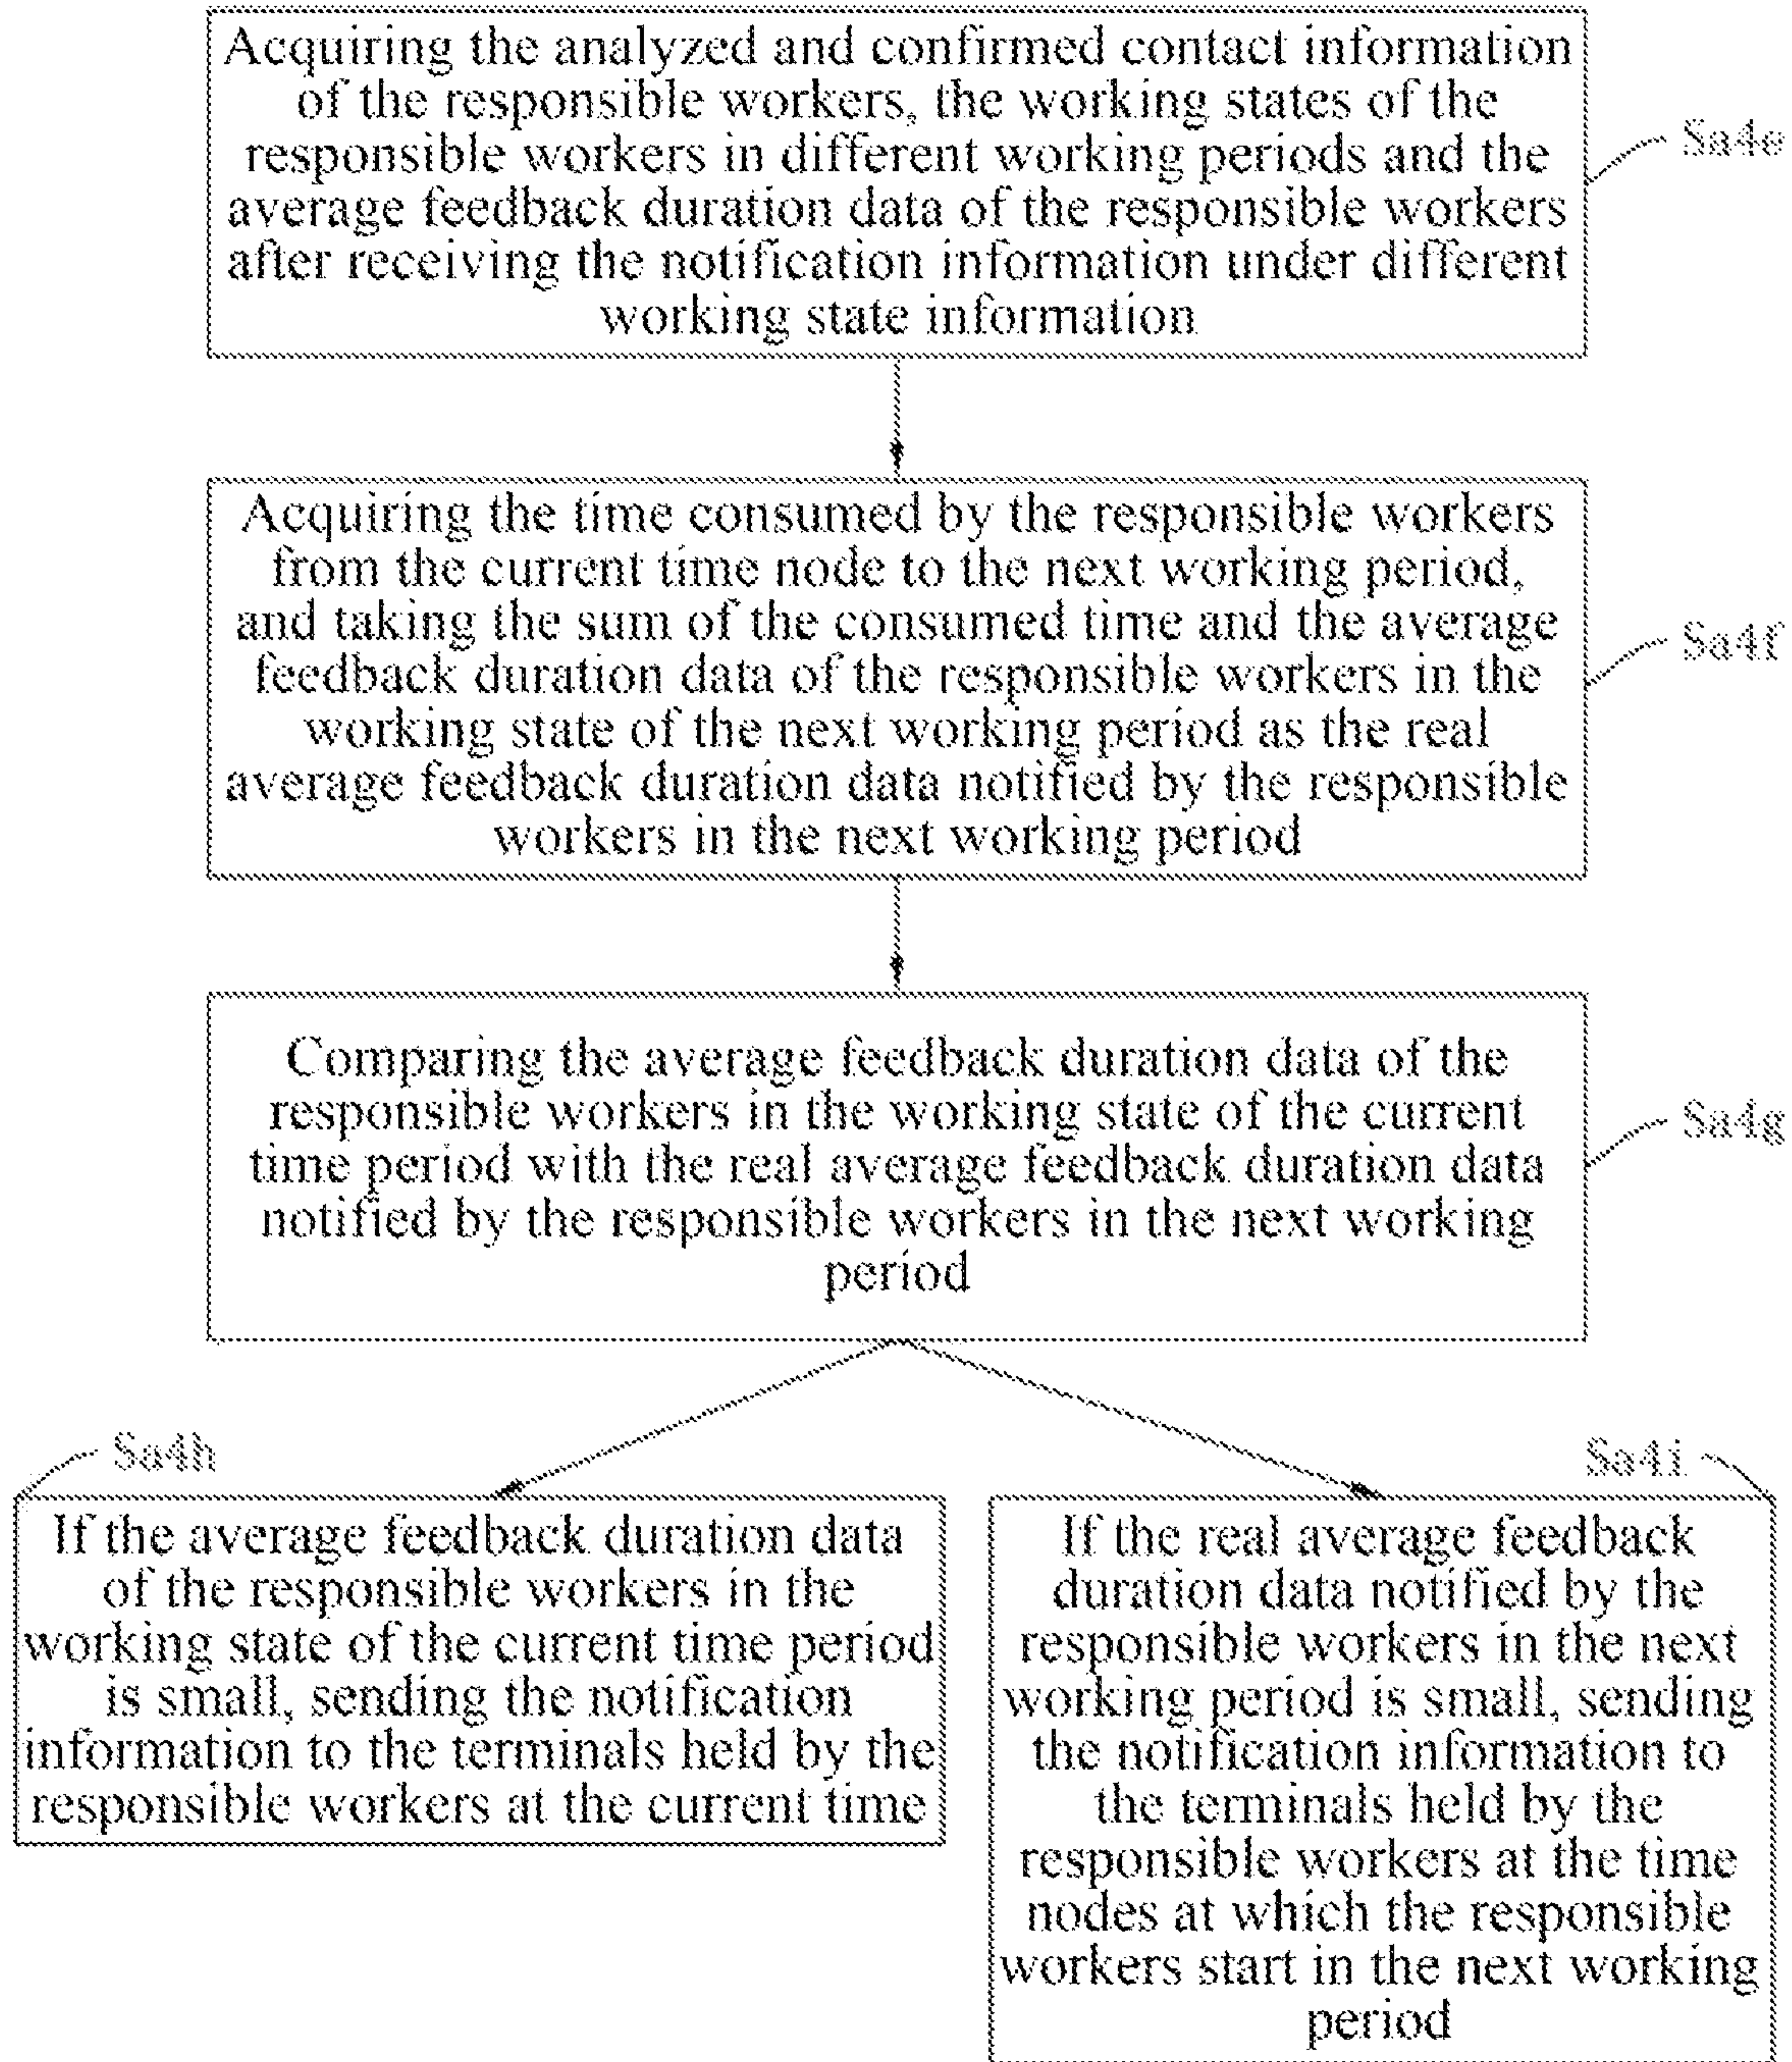 Acquiring the analyzed and confirmed contact information
of the responsible workers, the working states of the
responsible workers in different working periods and the
average feedback duration data of the responsible workers
after receiving the notification information under different
working state information
Sa4e
Acquiring the time consumed by the responsible workers
from the current time node to the next working period,
and taking the sum of the consumed time and the average
feedback duration data of the responsible workers in the
working state of the next working period as the real
average feedback duration data notified by the responsible
workers in the next working period
Sa4f
Comparing the average feedback duration data of the
responsible workers in the working state of the current
time period with the real average feedback duration data
notified by the responsible workers in the next working
period
Sa4g
Sa4h
If the average feedback duration data
of the responsible workers in the
working state of the current time period
is small, sending the notification
information to the terminals held by the
responsible workers at the current time
Sa4i
If the real average feedback
duration data notified by the
responsible workers in the next
working period is small, sending
the notification information to
the terminals held by the
responsible workers at the time
nodes at which the responsible
workers start in the next working
period